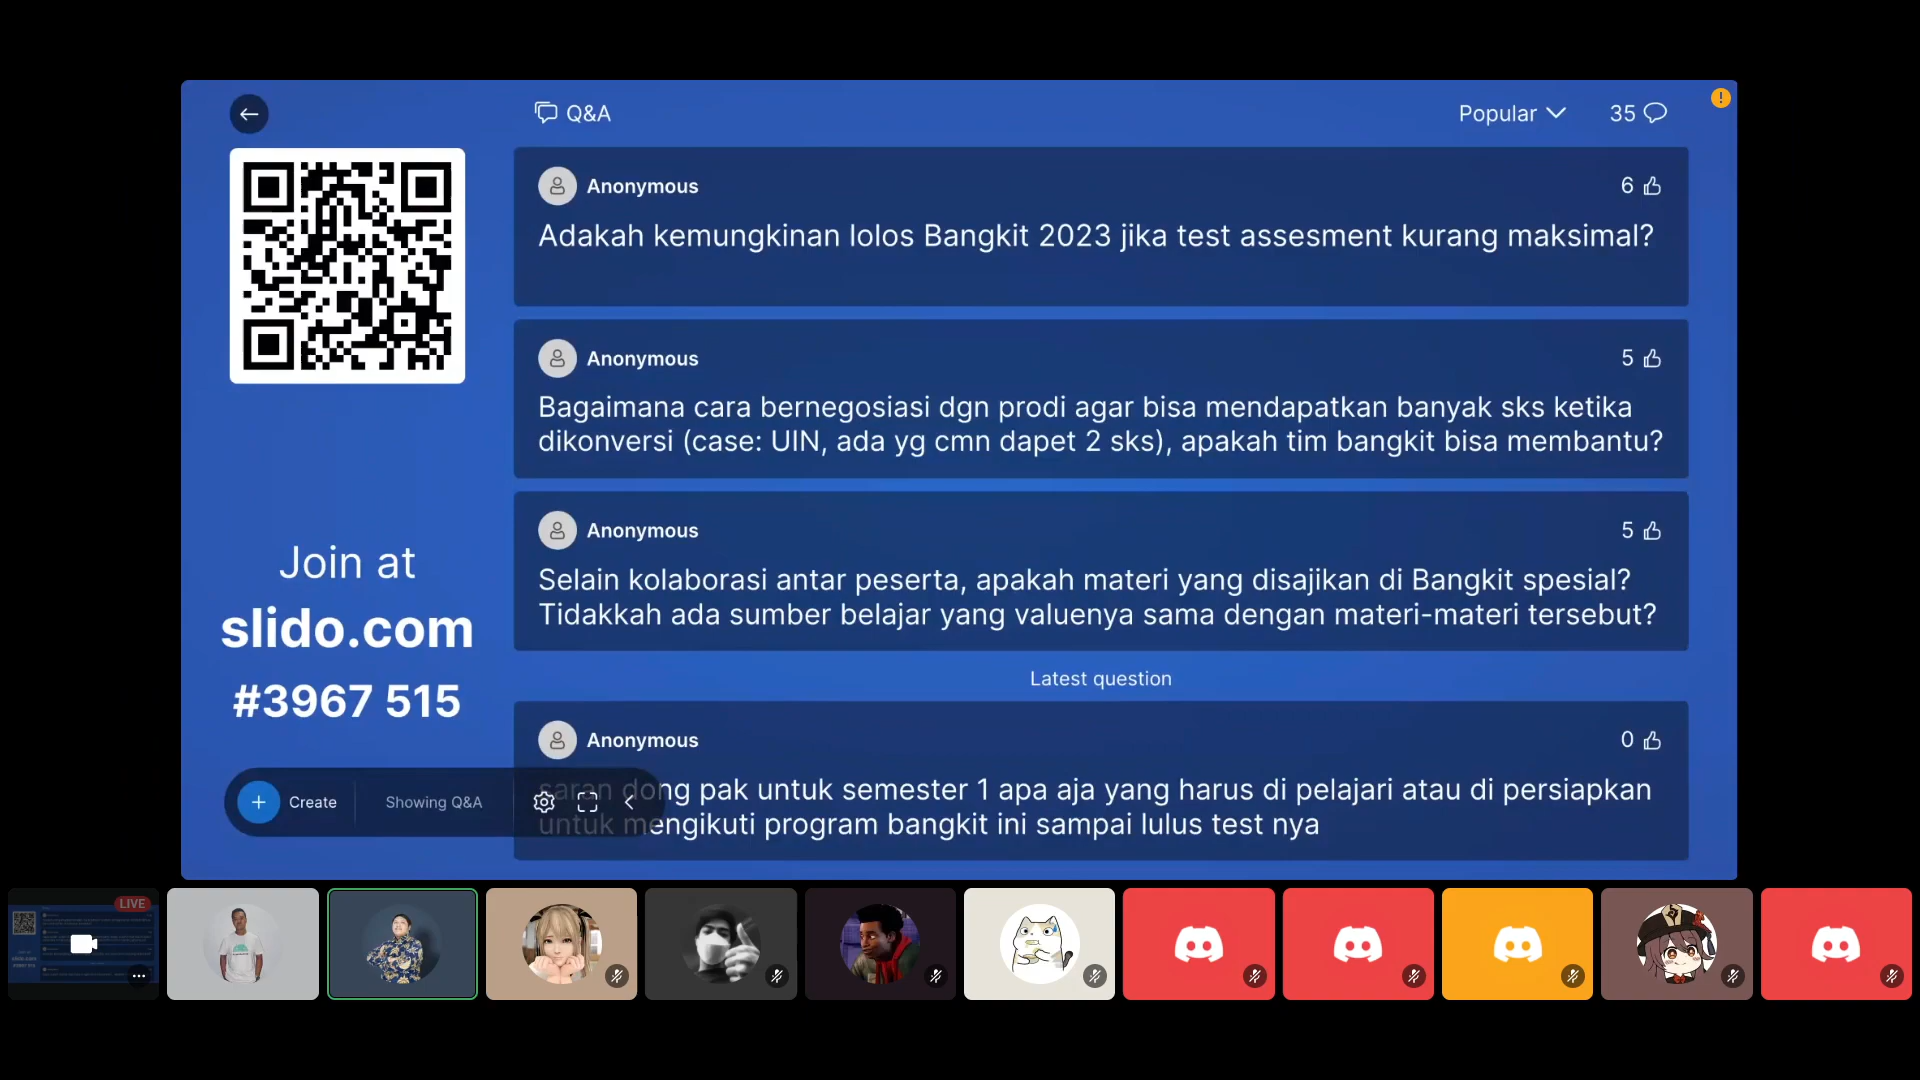 Q&A
Popular
35
Anonymous
6
Adakah kemungkinan lolos Bangkit 2023 jika test assesment kurang maksimal?
Anonymous
5
Bagaimana cara bernegosiasi dgn prodi agar bisa mendapatkan banyak sks ketika
dikonversi (case: UIN, ada yg cmn dapet 2 sks), apakah tim bangkit bisa membantu?
Anonymous
5
Selain kolaborasi antar peserta, apakah materi yang disajikan di Bangkit spesial?
Tidakkah ada sumber belajar yang valuenya sama dengan materi-materi tersebut?
Join at
slido.com
#3967 515
Latest question
Anonymous
0
saran dong pak untuk semester 1 apa aja yang harus di pelajari atau di persiapkan
untuk mengikuti program bangkit ini sampai lulus test nya
Create
Showing Q&A
LIVE